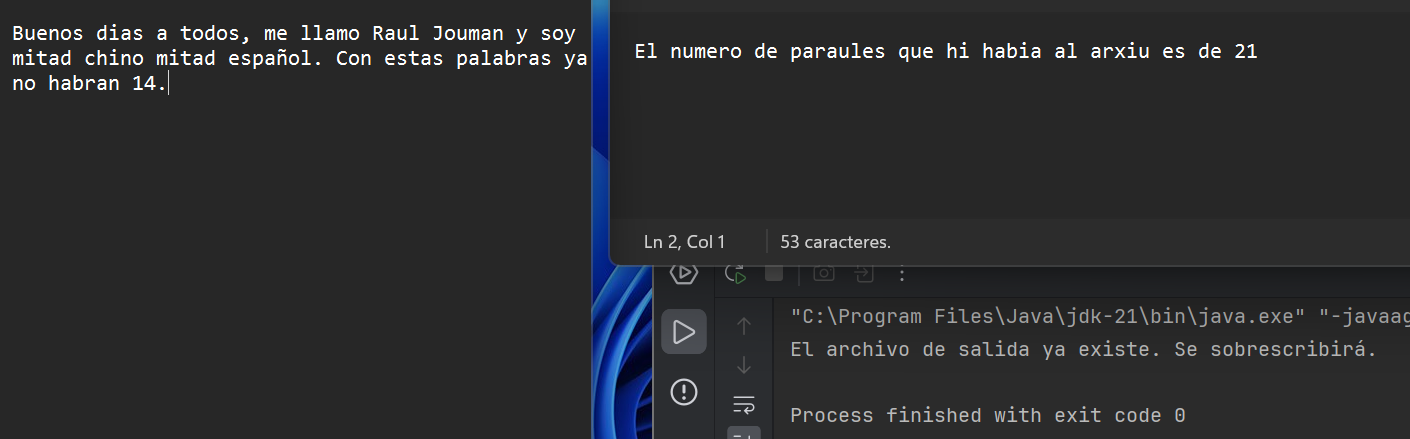 Buenos dias a todos, me llamo Raul Jouman y soy
mitad chino mitad español. Con estas palabras ya
no habran 14.
El numero de paraules que hi habia al arxiu es de 21
Ln 2, Col 1
53 caracteres.
"C:\Program Files\Java\jdk-21\bin\java.exe" "-javaag
El archivo de salida ya existe. Se sobrescribirá.
Process finished with exit code 0